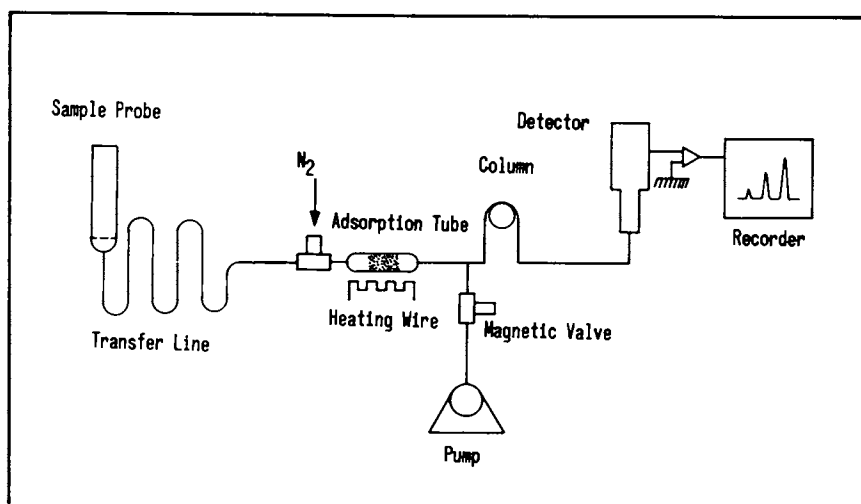 Sample Probe
Detector
N2
Column
Adsorption Tube
Recorder
Heating Wire
Magnetic Valve
Transfer Line
Pump